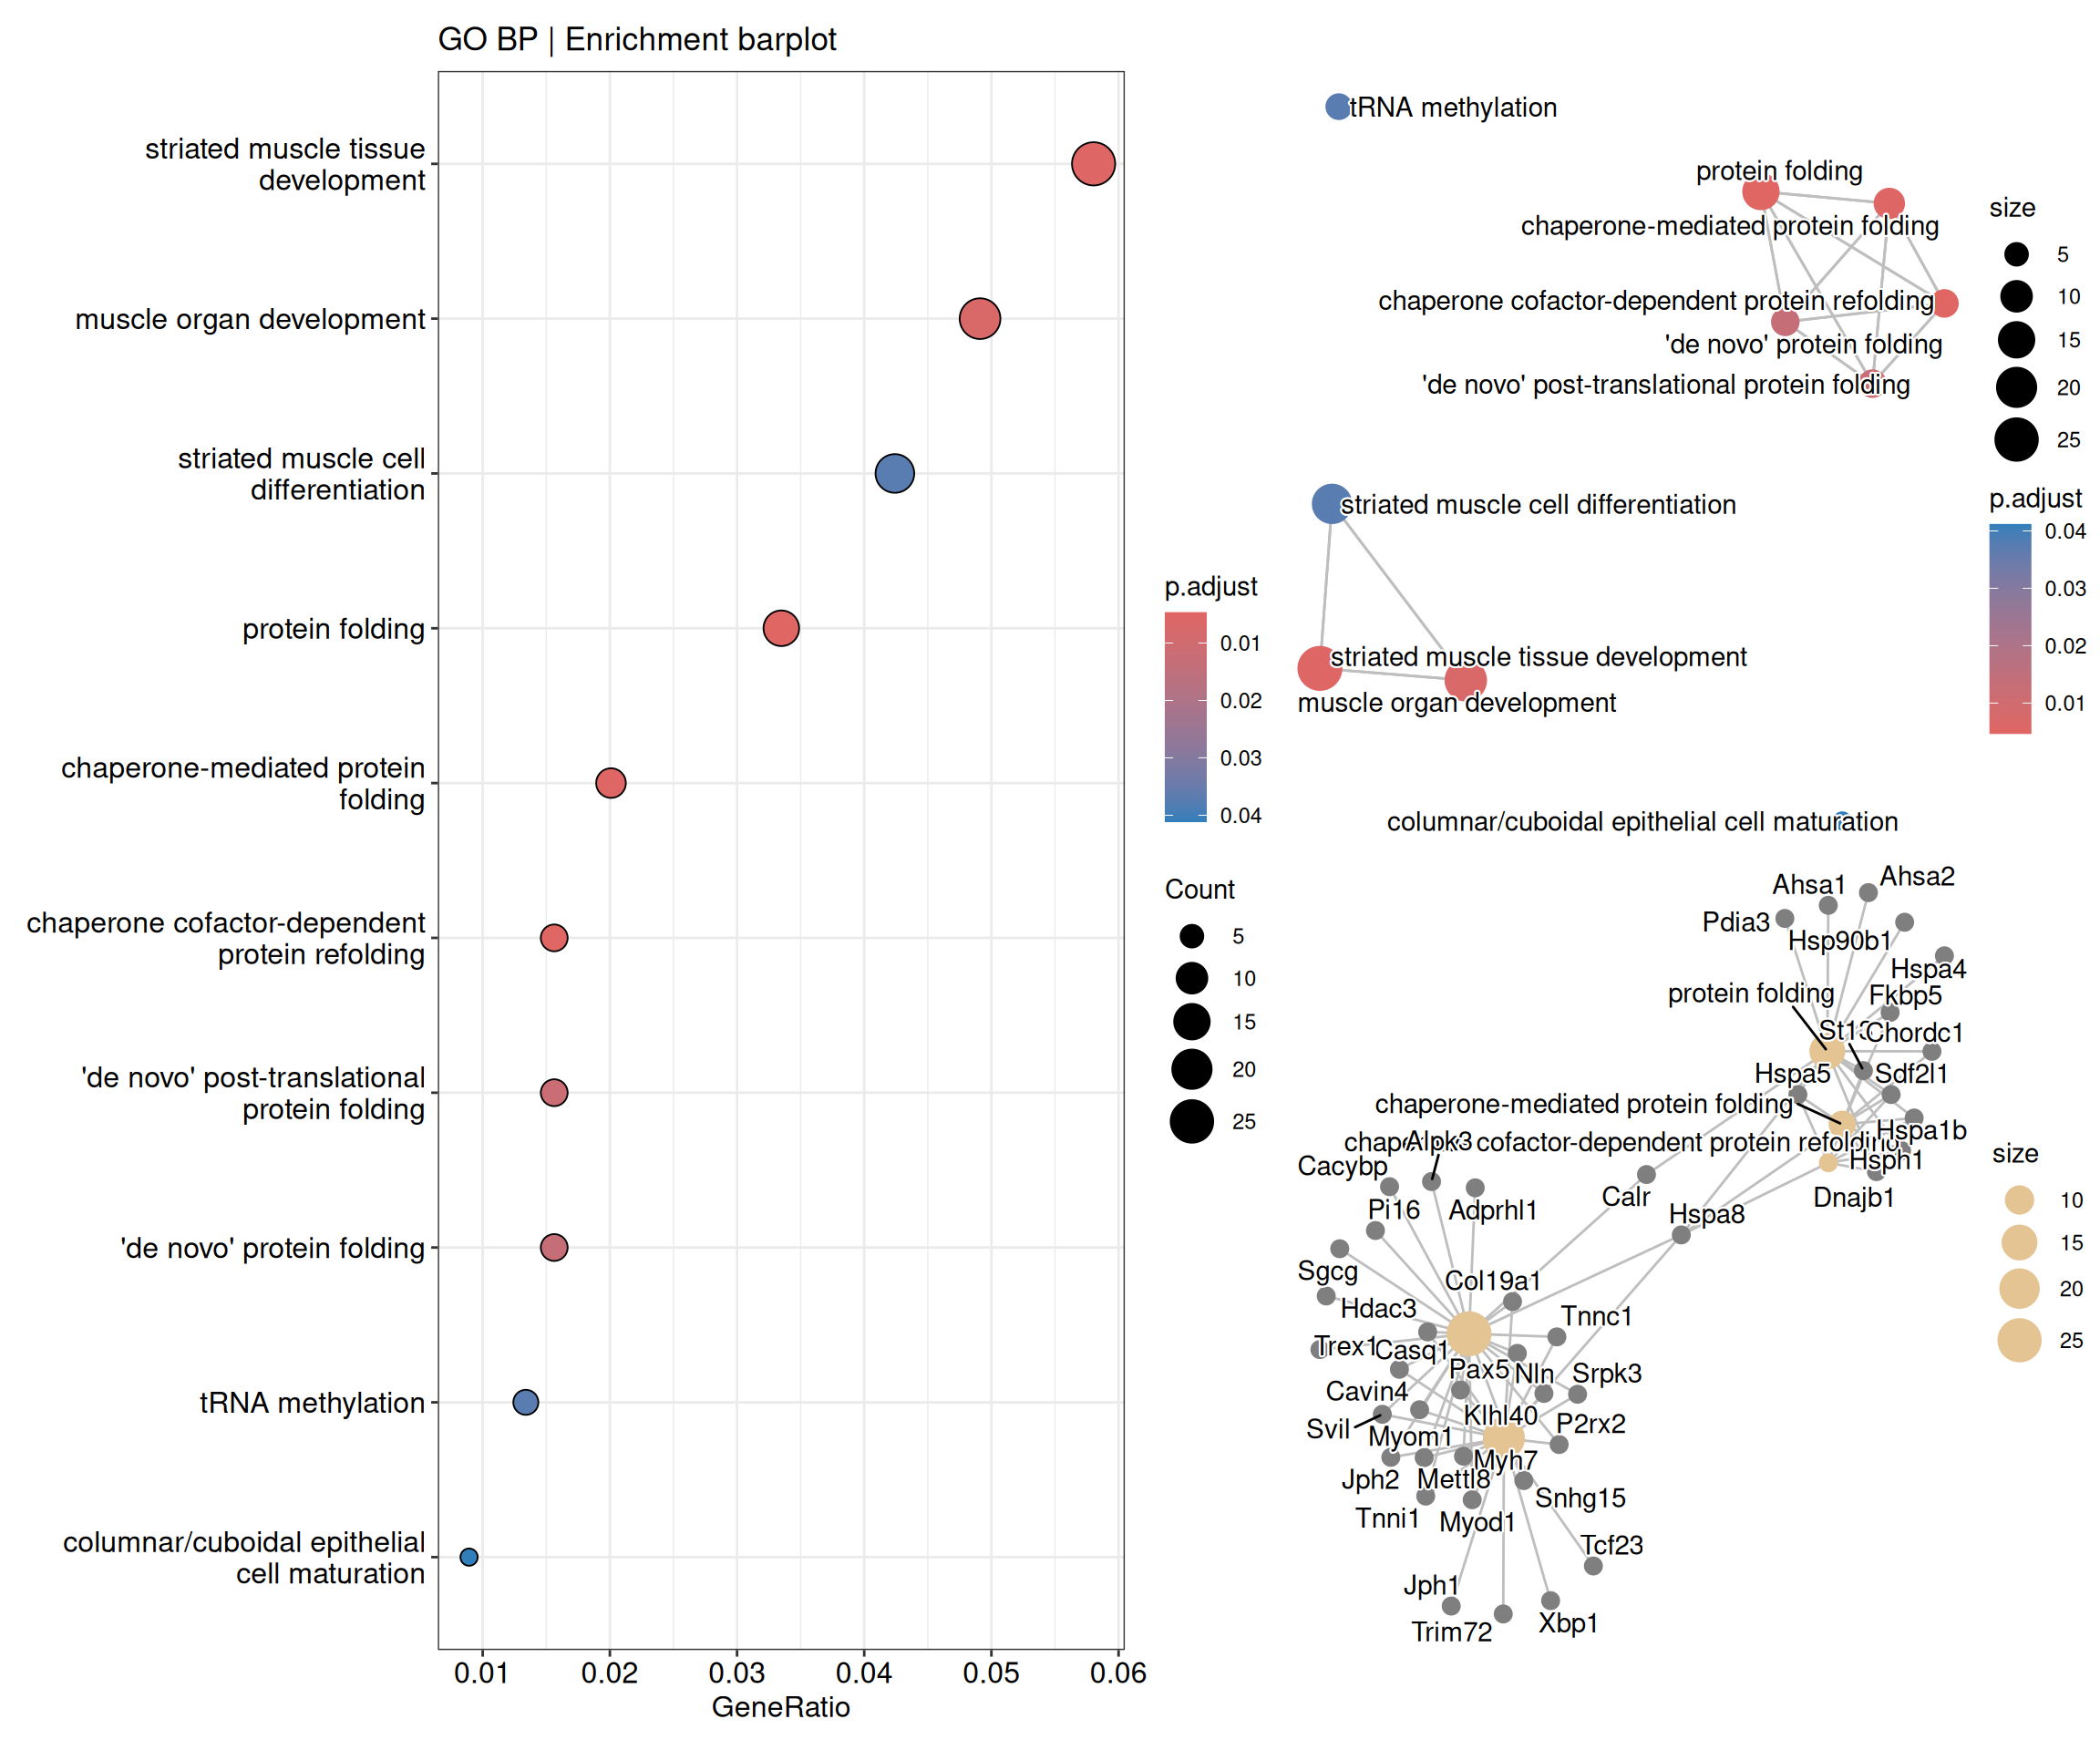 GO BP | Enrichment barplot
striated muscle tissue
development
muscle organ development
striated muscle cell
differentiation
protein folding
chaperone-mediated protein
folding
chaperone cofactor-dependent
protein refolding
'de novo' post-translational
protein folding
'de novo' protein folding
tRNA methylation
columnar/cuboidal epithelial
cell maturation
0.01
0.02
0.03
0.04
0.05
0.06
GeneRatio
p.adjust
0.01
0.02
0.03
0.04
Count
5
10
15
20
25
tRNA methylation
protein folding
chaperone-mediated protein folding
chaperone cofactor-dependent protein refolding
'de novo' protein folding
'de novo' post-translational protein folding
striated muscle cell differentiation
striated muscle tissue development
muscle organ development
columnar/cuboidal epithelial cell maturation
size
5
10
15
20
25
p.adjust
0.04
0.03
0.02
0.01
Ahsa1
Ahsa2
Pdia3
Hsp90b1
Hspa4
protein folding
Fkbp5
Chordc1
Hspa5
Sdf2l1
chaperone-mediated protein folding
Hspa1b
cofactor-dependent protein refolding
Alpk3
Hsph1
Cacybp
Dnajb1
Calr
Pi16
Adprhl1
Hspa8
Sgcg
Col19a1
Hdac3
Tnnc1
Trex1
Casq1
Pax5
Nln
Srpk3
Cavin4
Klhl40
P2rx2
Svil
Myom1
Myh7
Jph2
Mettl8
Snhg15
Tnni1
Myod1
Tcf23
Jph1
Trim72
Xbp1
size
10
15
20
25